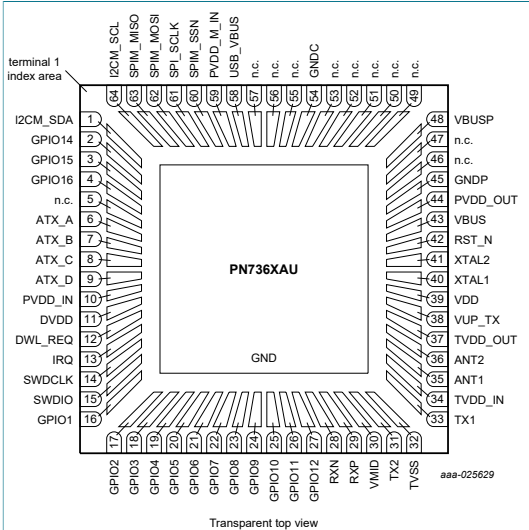 I2CM_SCL
SPIM_MISO
SPIM_MOSI
SPI_SCLK
SPIM_SSN
PVDD_M_IN
USB_VBUS
n.c.
n.c.
n.c.
GNDC
n.c.
n.c.
n.c.
n.c.
n.c.
terminal 1
index area
64
63
62
61
60
59
58
57
56
55
54
53
52
51
50
49
I2CM_SDA 1
GPIO14 2
GPIO15 3
GPIO16 4
n.c. 5
ATX_A 6
ATX_B 7
ATX_C 8
ATX_D 9
PVDD_IN 10
DVDD 11
DWL_REQ 12
IRQ 13
SWDCLK 14
SWDIO 15
GPIO1 16
48 VBUSP
47 n.c.
46 n.c.
45 GNDP
44 PVDD_OUT
43 VBUS
42 RST_N
41 XTAL2
40 XTAL1
39 VDD
38 VUP_TX
37 TVDD_OUT
36 ANT2
35 ANT1
34 TVDD_IN
33 TX1
PN736XAU
GND
17
18
19
20
21
22
23
24
25
26
27
28
29
30
31
32
GPIO2
GPIO3
GPIO4
GPIO5
GPIO6
GPIO7
GPIO8
GPIO9
GPIO10
GPIO11
GPIO12
RXN
RXP
VMID
TX2
TVSS
aaa-025629
Transparent top view